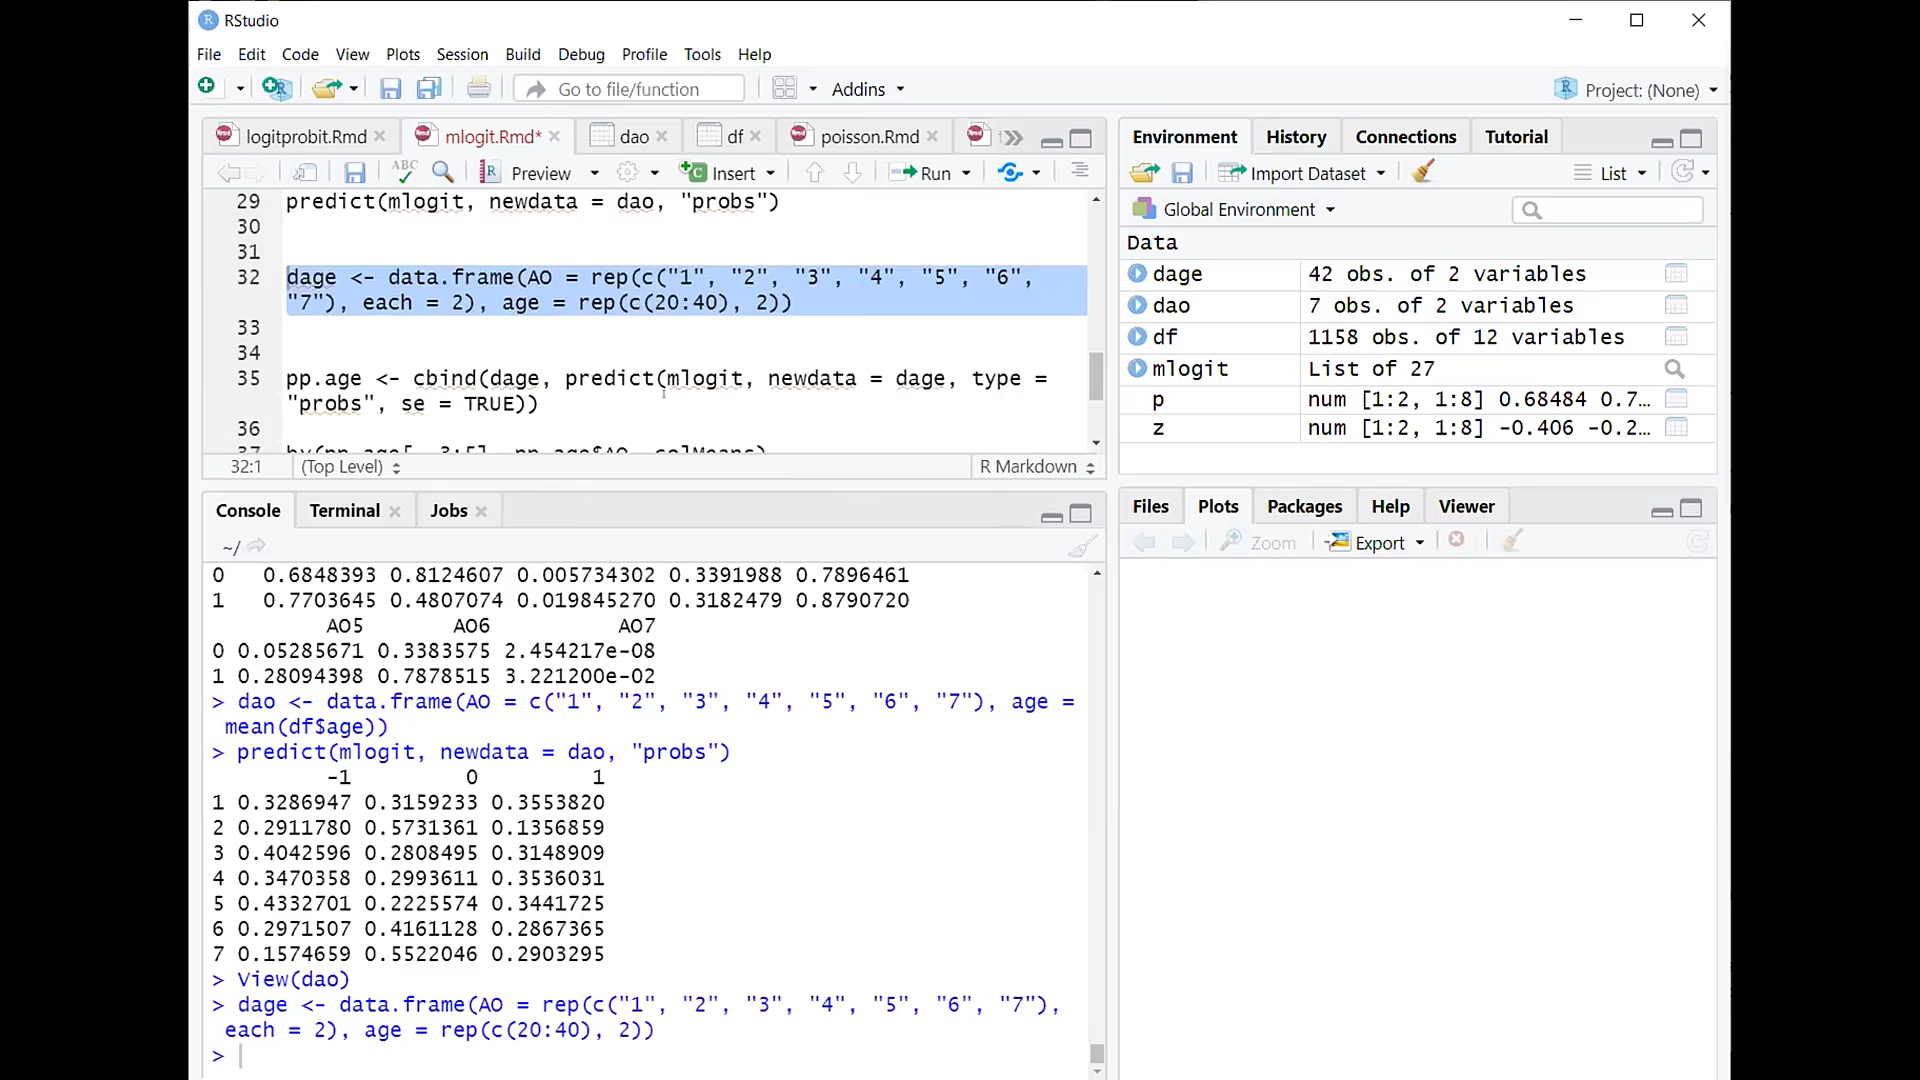 RStudio
File Edit Code View Plots Session Build Debug Profile Tools Help
Go to file/function Addins Project: (None)
logitprobit.Rmd mlogit.Rmd* dao df poisson.Rmd t
ABC Preview Insert Run
29 predict(mlogit, newdata = dao, "probs")
30
31
32 dage <- data.frame(AO = rep(c("1", "2", "3", "4", "5", "6",
"7"), each = 2), age = rep(c(20:40), 2))
33
34
35 pp.age <- cbind(dage, predict(mlogit, newdata = dage, type =
"probs", se = TRUE))
36
37 by(pp.age[, 3:5], pp.age$AO, colMeans)
32:1 (Top Level) R Markdown
Console Terminal Jobs
~/
0 0.6848393 0.8124607 0.005734302 0.3391988 0.7896461
1 0.7703645 0.4807074 0.019845270 0.3182479 0.8790720
AO5 AO6 AO7
0 0.05285671 0.3383575 2.454217e-08
1 0.28094398 0.7878515 3.221200e-02
> dao <- data.frame(AO = c("1", "2", "3", "4", "5", "6", "7"), age =
mean(df$age))
> predict(mlogit, newdata = dao, "probs")
-1 0 1
1 0.3286947 0.3159233 0.3553820
2 0.2911780 0.5731361 0.1356859
3 0.4042596 0.2808495 0.3148909
4 0.3470358 0.2993611 0.3536031
5 0.4332701 0.2225574 0.3441725
6 0.2971507 0.4161128 0.2867365
7 0.1574659 0.5522046 0.2903295
> View(dao)
> dage <- data.frame(AO = rep(c("1", "2", "3", "4", "5", "6", "7"),
each = 2), age = rep(c(20:40), 2))
>
Environment History Connections Tutorial
Import Dataset List
Global Environment
Data
dage 42 obs. of 2 variables
dao 7 obs. of 2 variables
df 1158 obs. of 12 variables
mlogit List of 27
p num [1:2, 1:8] 0.68484 0.7…
z num [1:2, 1:8] -0.406 -0.2…
Files Plots Packages Help Viewer
Zoom Export